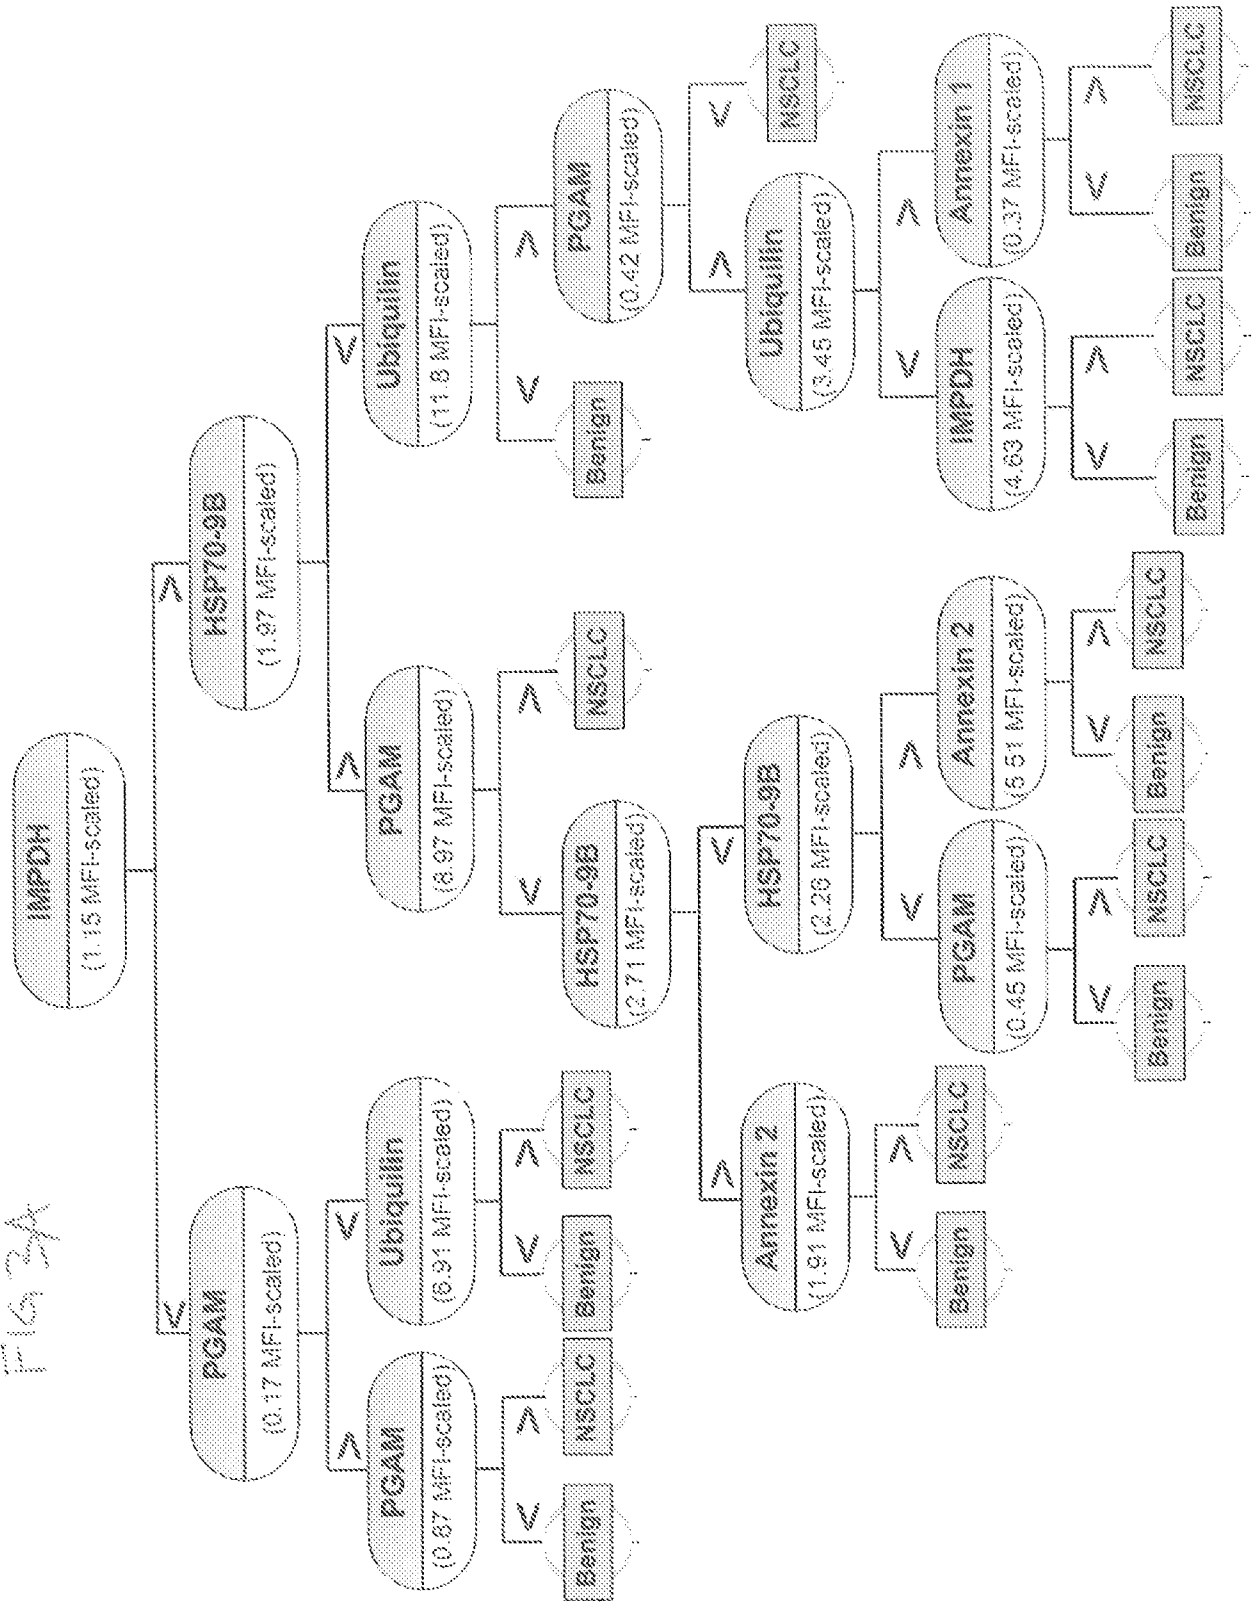 FIG 3A
IMPDH
(1.15 MFI-scaled)
< >
PGAM HSP70-9B
(0.17 MFI-scaled) (1.97 MFI-scaled)
> < > <
PGAM Ubiquilin PGAM Ubiquilin
(0.67 MFI-scaled) (6.91 MFI-scaled) (8.97 MFI-scaled) (11.8 MFI-scaled)
< > < > < > < >
Benign NSCLC Benign NSCLC HSP70-9B NSCLC Benign PGAM
(2.71 MFI-scaled) (0.42 MFI-scaled)
> < > <
Annexin 2 HSP70-9B Ubiquilin NSCLC
(1.91 MFI-scaled) (2.26 MFI-scaled) (3.45 MFI-scaled)
< > < > < >
Benign NSCLC PGAM Annexin 2 IMPDH Annexin 1
(0.45 MFI-scaled) (5.51 MFI-scaled) (4.63 MFI-scaled) (0.37 MFI-scaled)
< > < > < > < >
Benign NSCLC Benign NSCLC Benign NSCLC Benign NSCLC